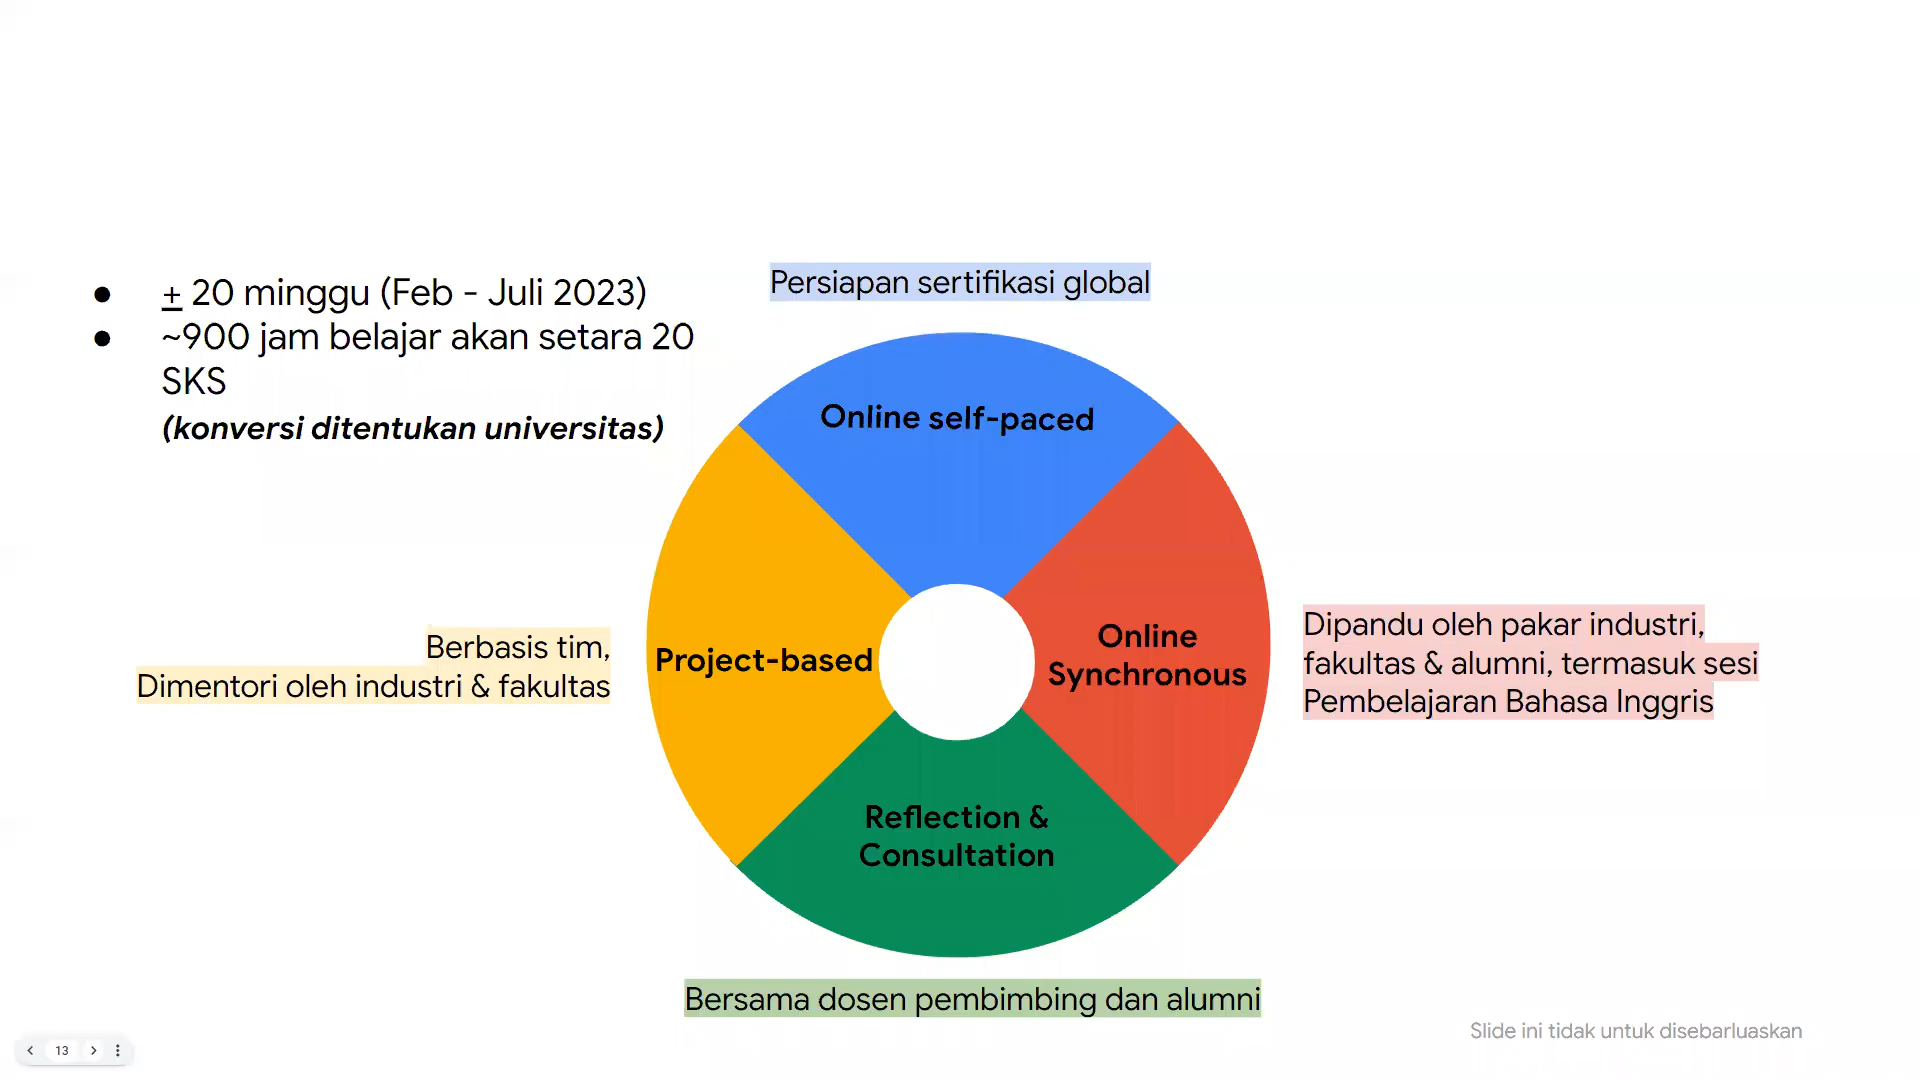 ± 20 minggu (Feb - Juli 2023)
~900 jam belajar akan setara 20
SKS
(konversi ditentukan universitas)
Persiapan sertifikasi global
Online self-paced
Berbasis tim,
Dimentori oleh industri & fakultas
Project-based
Online
Synchronous
Dipandu oleh pakar industri,
fakultas & alumni, termasuk sesi
Pembelajaran Bahasa Inggris
Reflection &
Consultation
Bersama dosen pembimbing dan alumni
Slide ini tidak untuk disebarluaskan
13